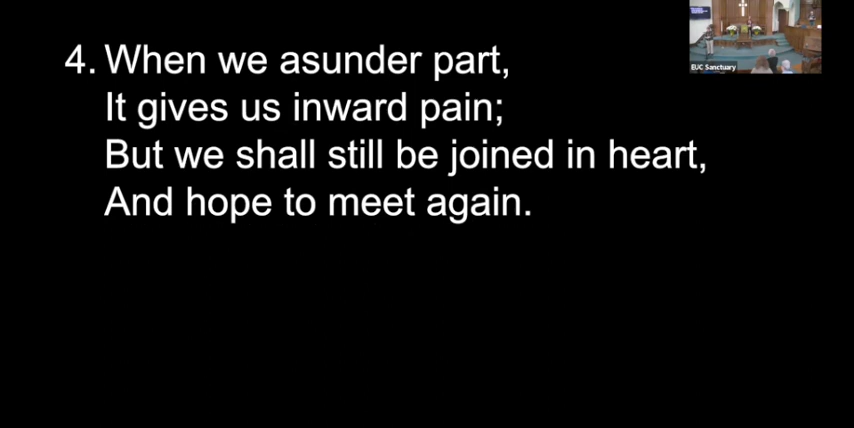 4. When we asunder part,
It gives us inward pain;
But we shall still be joined in heart,
And hope to meet again.
EUC Sanctuary